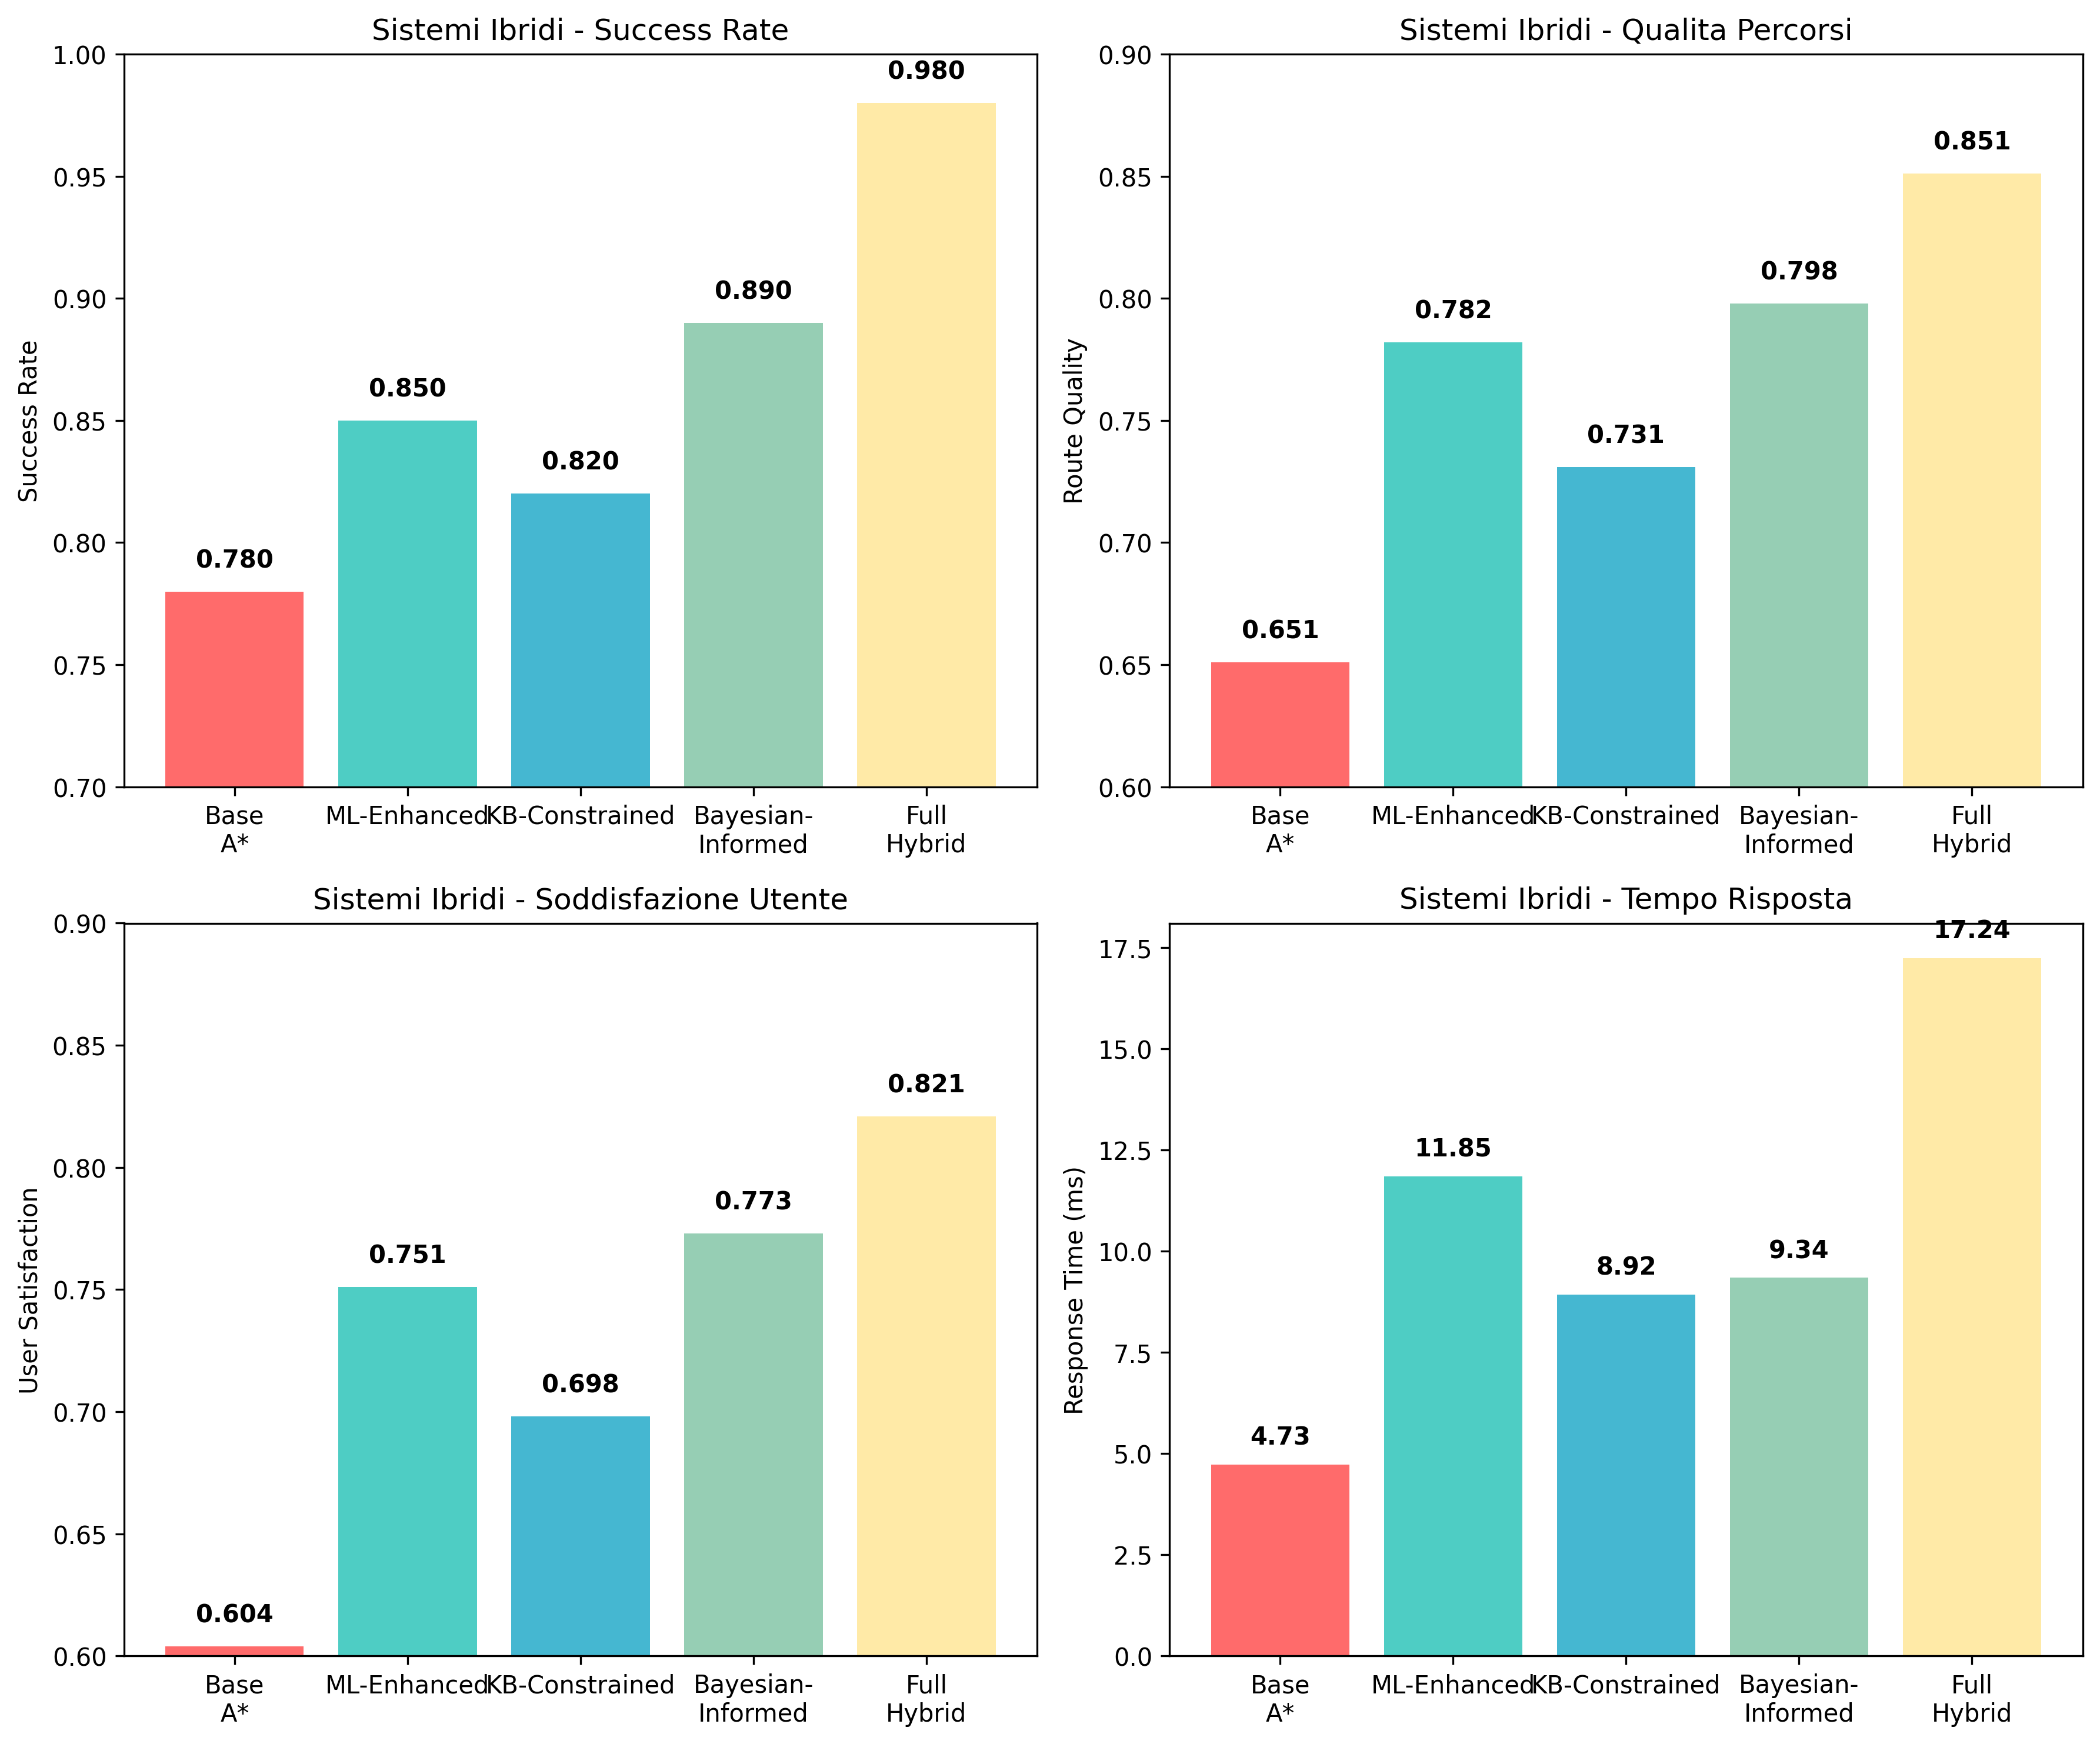 Sistemi Ibridi - Success Rate
1.00
0.95
0.90
0.85
0.80
0.75
0.70
Success Rate
0.780
0.850
0.820
0.890
0.980
Base
A*
ML-Enhanced
KB-Constrained
Bayesian-
Informed
Full
Hybrid
Sistemi Ibridi - Qualita Percorsi
0.90
0.85
0.80
0.75
0.70
0.65
0.60
Route Quality
0.651
0.782
0.731
0.798
0.851
Base
A*
ML-Enhanced
KB-Constrained
Bayesian-
Informed
Full
Hybrid
Sistemi Ibridi - Soddisfazione Utente
0.90
0.85
0.80
0.75
0.70
0.65
0.60
User Satisfaction
0.604
0.751
0.698
0.773
0.821
Base
A*
ML-Enhanced
KB-Constrained
Bayesian-
Informed
Full
Hybrid
Sistemi Ibridi - Tempo Risposta
17.5
15.0
12.5
10.0
7.5
5.0
2.5
0.0
Response Time (ms)
4.73
11.85
8.92
9.34
17.24
Base
A*
ML-Enhanced
KB-Constrained
Bayesian-
Informed
Full
Hybrid